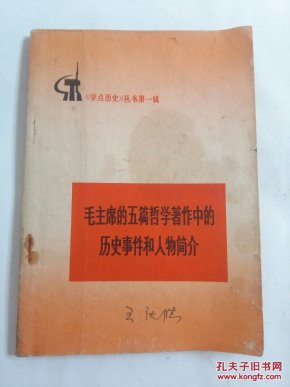 《学点历史》丛书第一辑
毛主席的五篇哲学著作中的
历史事件和人物简介
孔夫子旧书网